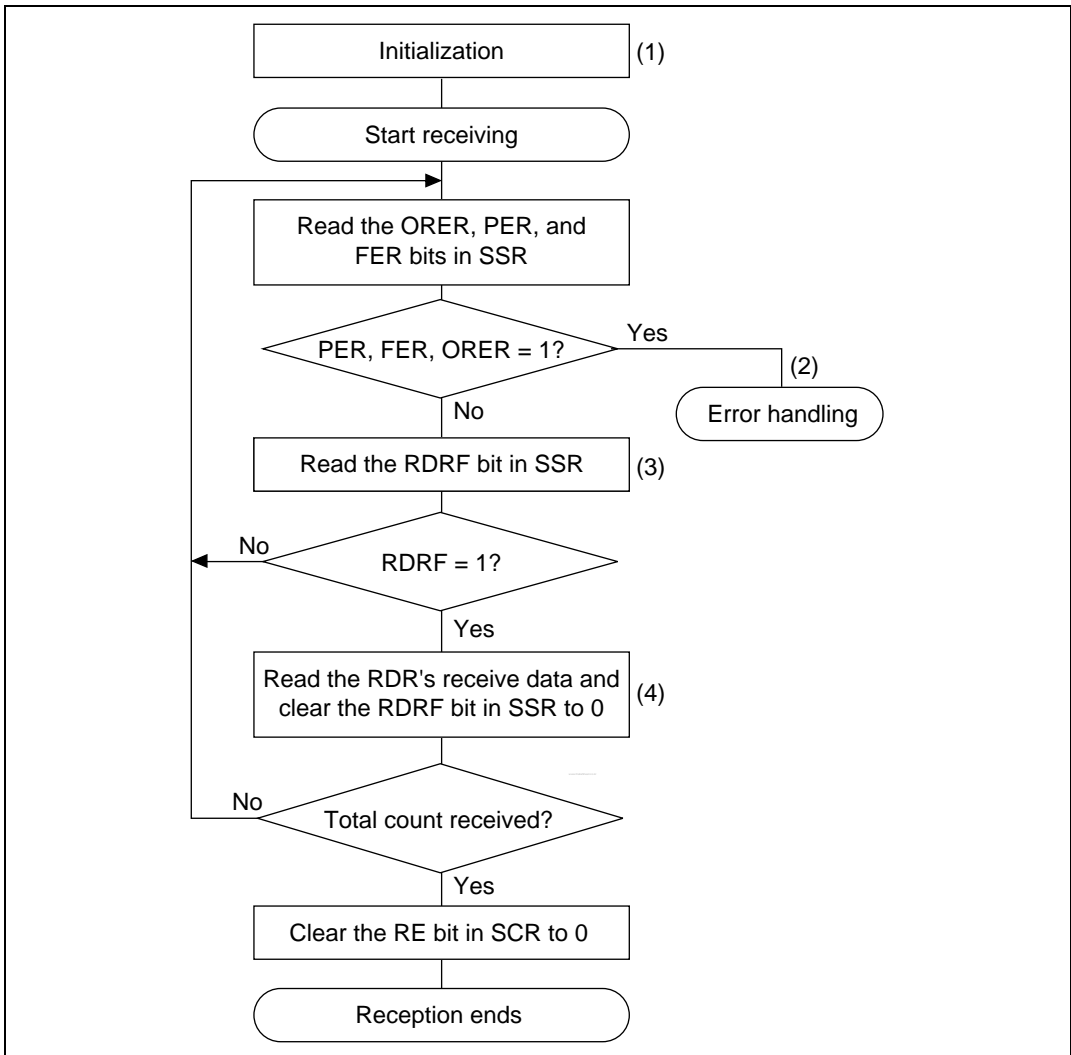 Initialization
(1)
Start receiving
Read the ORER, PER, and
FER bits in SSR
PER, FER, ORER = 1?
Yes
(2)
Error handling
No
Read the RDRF bit in SSR
(3)
No
RDRF = 1?
Yes
Read the RDR's receive data and
clear the RDRF bit in SSR to 0
(4)
No
Total count received?
Yes
Clear the RE bit in SCR to 0
Reception ends